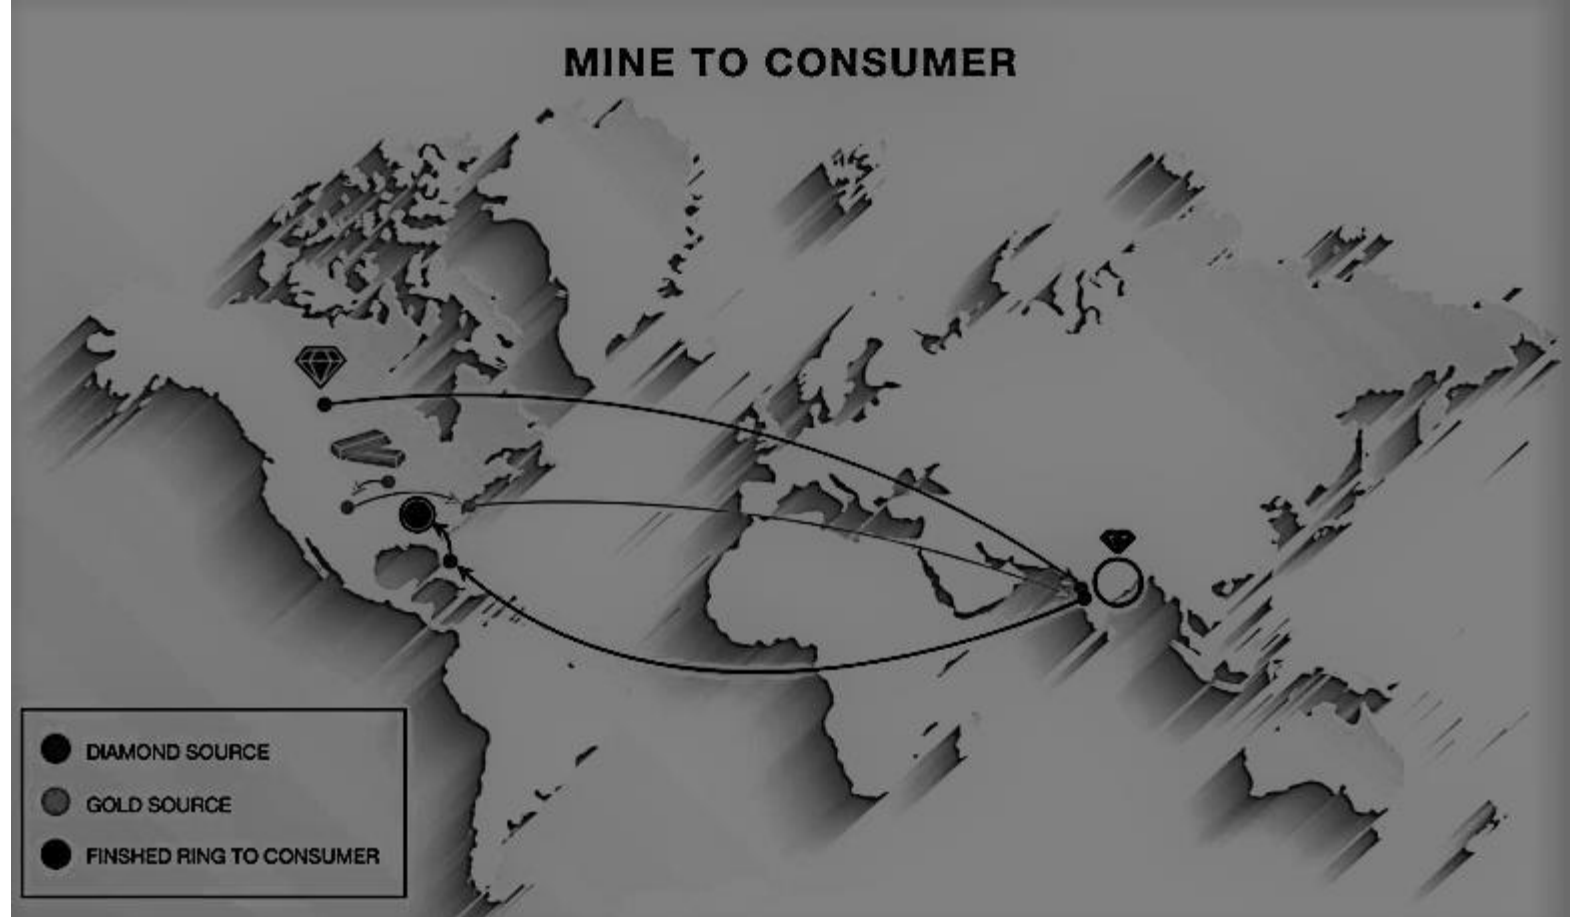 MINE TO CONSUMER
DIAMOND SOURCE
GOLD SOURCE
FINSHED RING TO CONSUMER